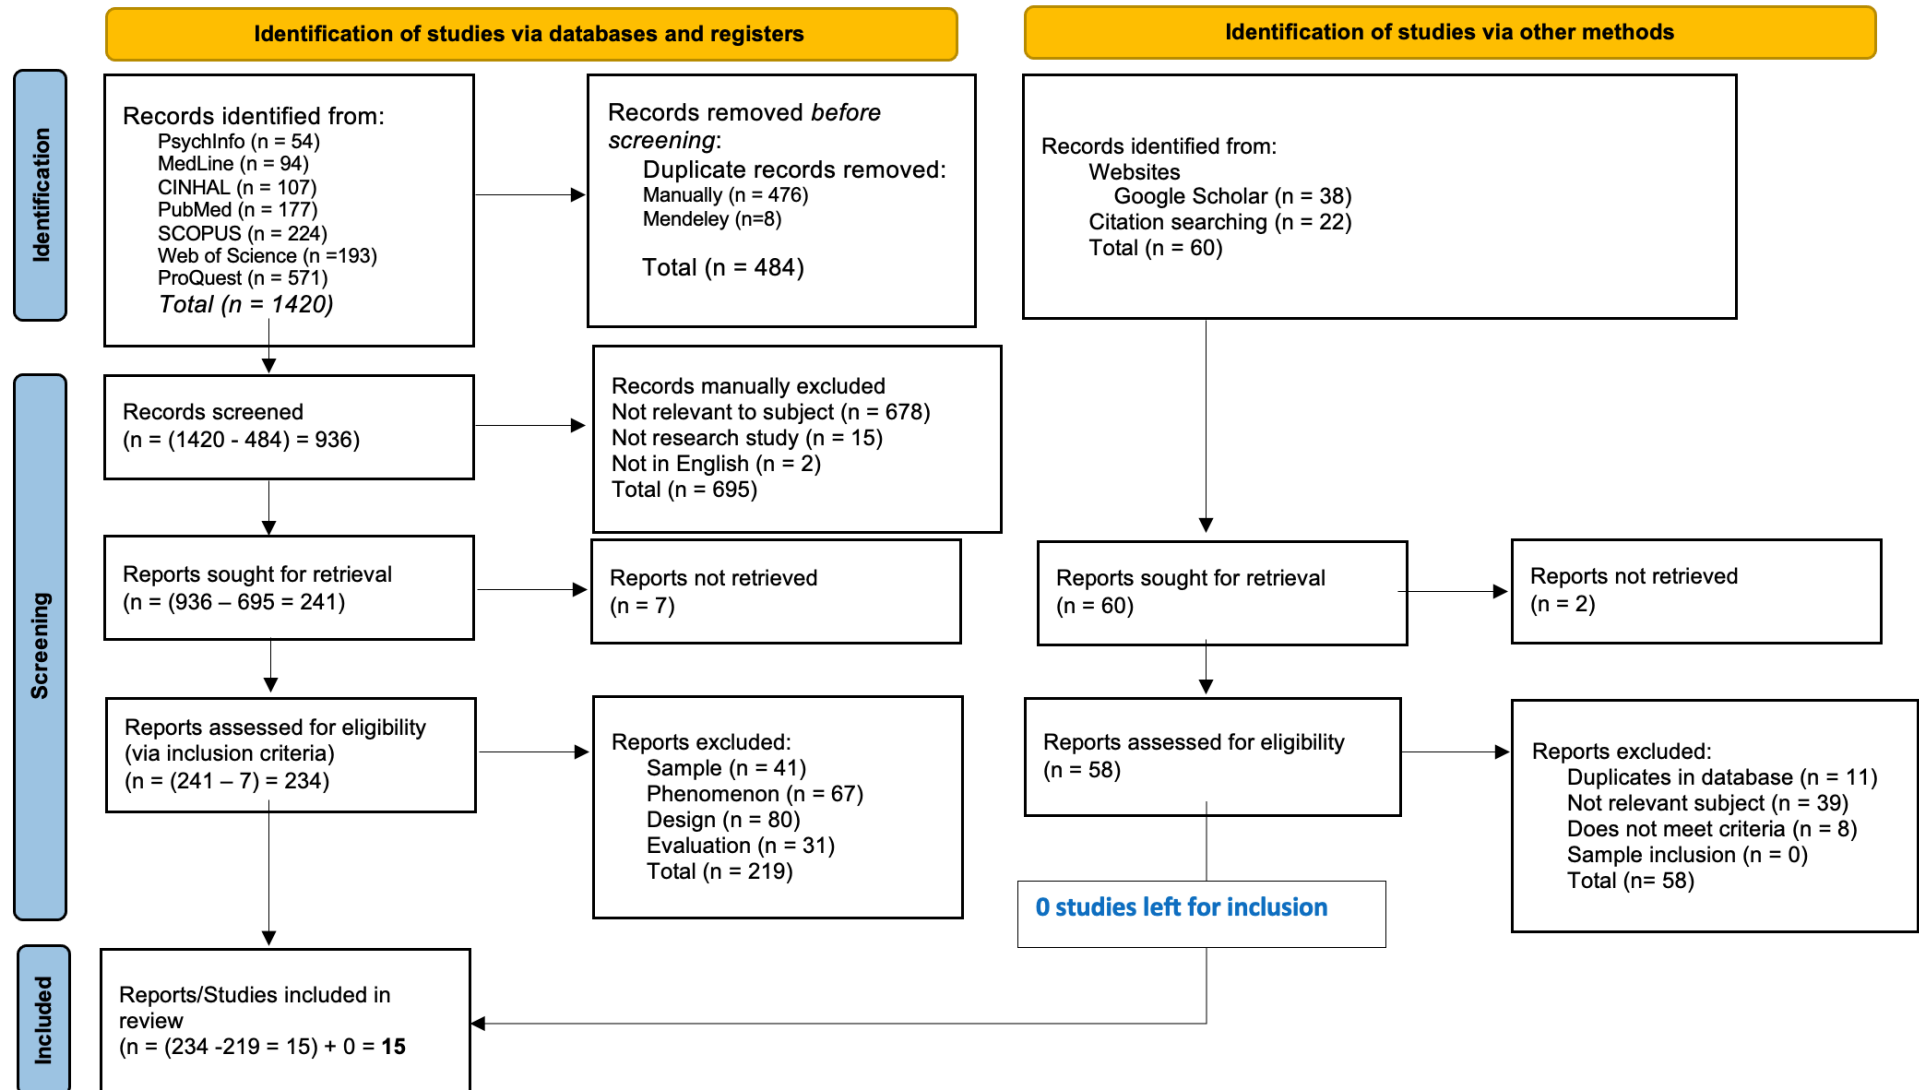 Identification of studies via databases and registers
Identification of studies via other methods
Identification
Records identified from:
PsychInfo (n = 54)
MedLine (n = 94)
CINHAL (n = 107)
PubMed (n = 177)
SCOPUS (n = 224)
Web of Science (n =193)
ProQuest (n = 571)
Total (n = 1420)
Records removed before
screening:
Duplicate records removed:
Manually (n = 476)
Mendeley (n=8)
Total (n = 484)
Records identified from:
Websites
Google Scholar (n = 38)
Citation searching (n = 22)
Total (n = 60)
Screening
Records screened
(n = (1420 - 484) = 936)
Records manually excluded
Not relevant to subject (n = 678)
Not research study (n = 15)
Not in English (n = 2)
Total (n = 695)
Reports sought for retrieval
(n = (936 – 695 = 241)
Reports not retrieved
(n = 7)
Reports sought for retrieval
(n = 60)
Reports not retrieved
(n = 2)
Reports assessed for eligibility
(via inclusion criteria)
(n = (241 – 7) = 234)
Reports excluded:
Sample (n = 41)
Phenomenon (n = 67)
Design (n = 80)
Evaluation (n = 31)
Total (n = 219)
Reports assessed for eligibility
(n = 58)
Reports excluded:
Duplicates in database (n = 11)
Not relevant subject (n = 39)
Does not meet criteria (n = 8)
Sample inclusion (n = 0)
Total (n= 58)
0 studies left for inclusion
Included
Reports/Studies included in
review
(n = (234 -219 = 15) + 0 = 15